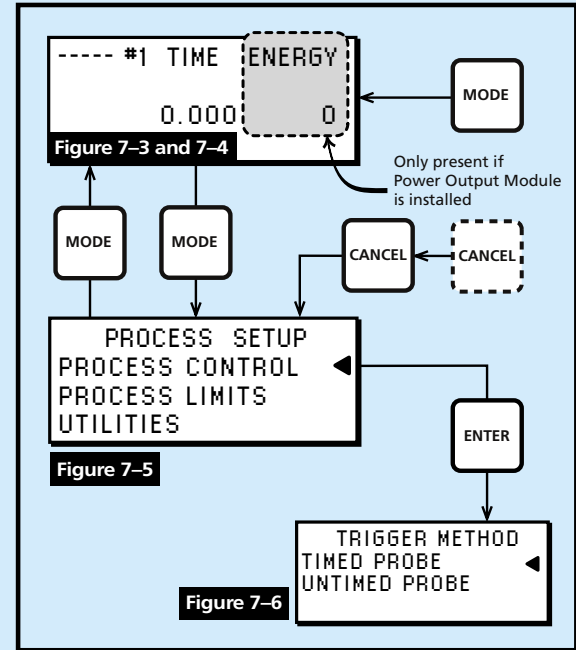 ----- #1 TIME ENERGY
0.000 0
Figure 7–3 and 7–4
MODE
Only present if
Power Output Module
is installed
MODE
MODE
CANCEL
CANCEL
PROCESS SETUP
PROCESS CONTROL
PROCESS LIMITS
UTILITIES
Figure 7–5
ENTER
TRIGGER METHOD
TIMED PROBE
UNTIMED PROBE
Figure 7–6